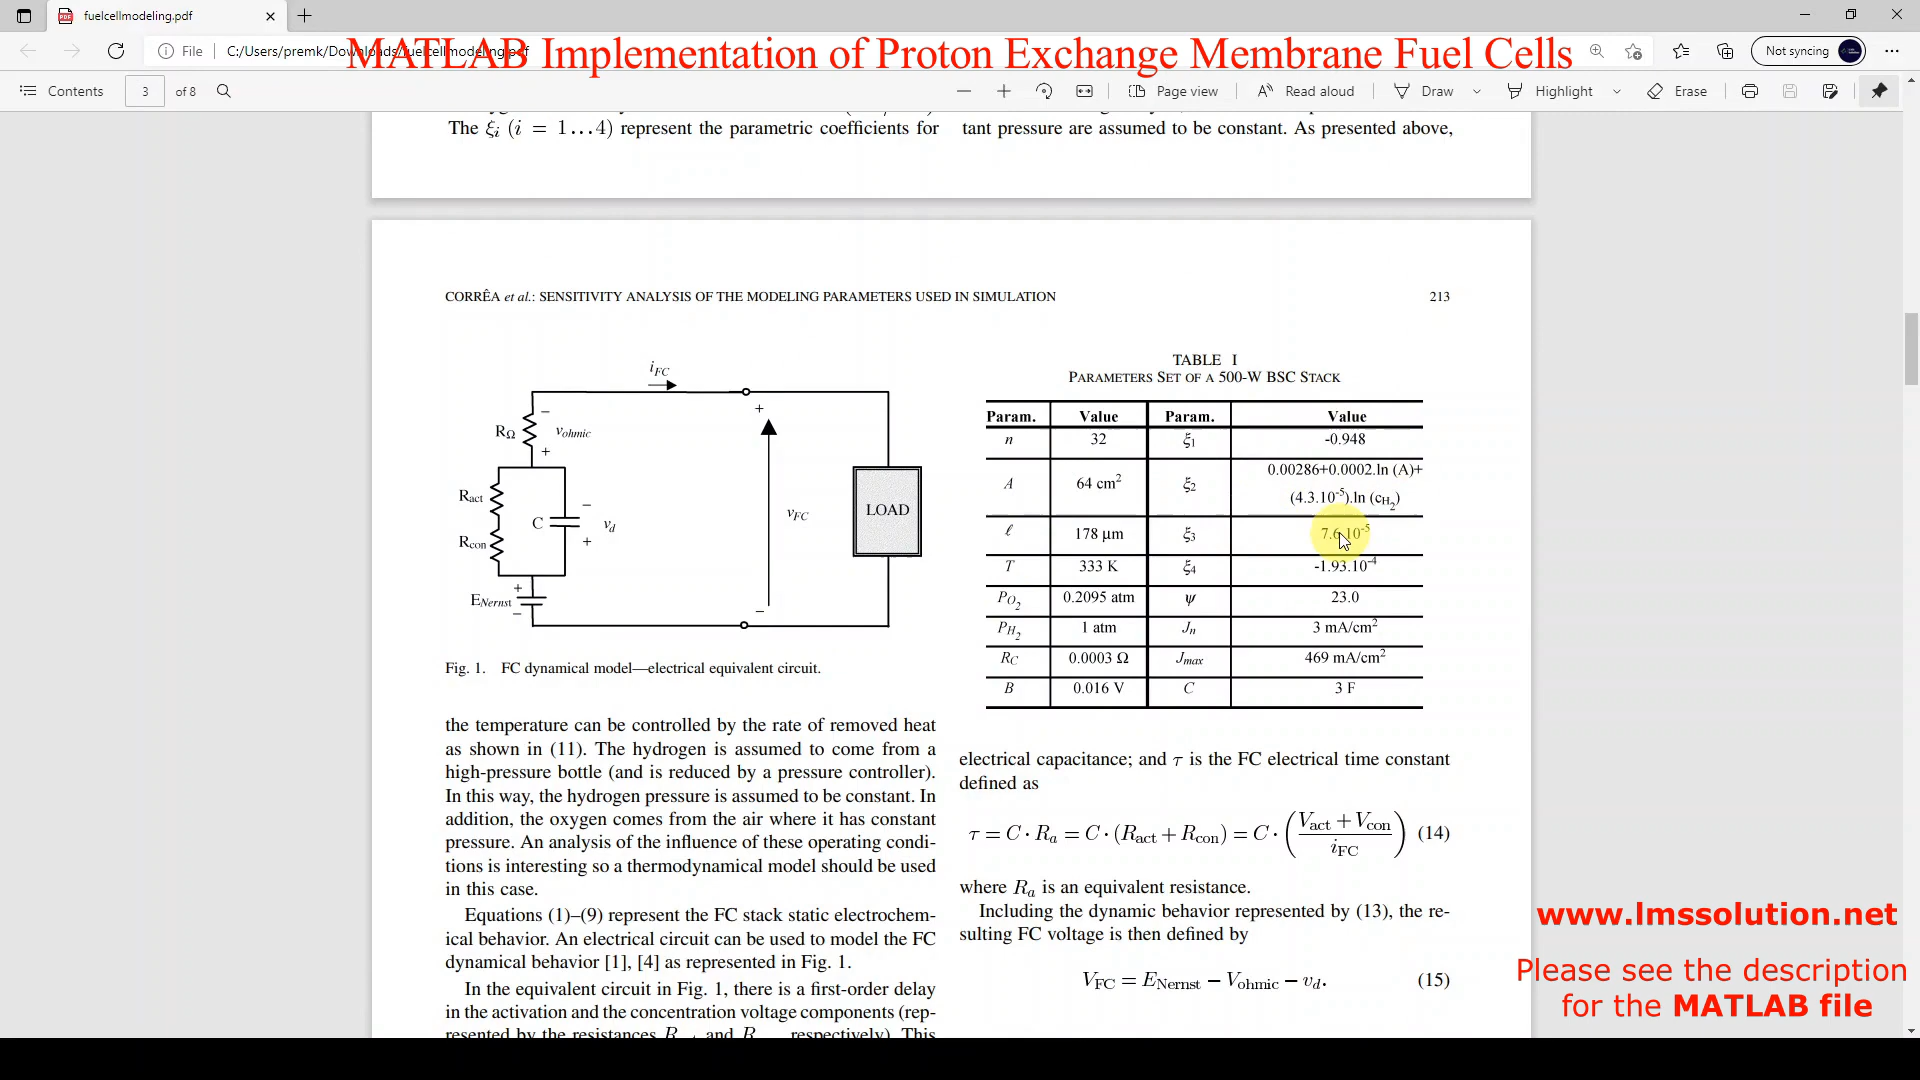 fuelcellmodeling.pdf
File C:/Users/premk/Downloads/fuelcellmodeling.pdf
MATLAB Implementation of Proton Exchange Membrane Fuel Cells
Not syncing
Contents 3 of 8 Page view Read aloud Draw Highlight Erase
The ξi (i = 1...4) represent the parametric coefficients for
tant pressure are assumed to be constant. As presented above,
CORRÊA et al.: SENSITIVITY ANALYSIS OF THE MODELING PARAMETERS USED IN SIMULATION 213
iFC
RΩ − vohmic +
Ract
Rcon
C
− vd +
ENernst + −
+ vFC −
LOAD
Fig. 1. FC dynamical model—electrical equivalent circuit.
the temperature can be controlled by the rate of removed heat
as shown in (11). The hydrogen is assumed to come from a
high-pressure bottle (and is reduced by a pressure controller).
In this way, the hydrogen pressure is assumed to be constant. In
addition, the oxygen comes from the air where it has constant
pressure. An analysis of the influence of these operating condi-
tions is interesting so a thermodynamical model should be used
in this case.
Equations (1)–(9) represent the FC stack static electrochem-
ical behavior. An electrical circuit can be used to model the FC
dynamical behavior [1], [4] as represented in Fig. 1.
In the equivalent circuit in Fig. 1, there is a first-order delay
in the activation and the concentration voltage components (rep-
resented by the resistances and respectively). This
TABLE I
PARAMETERS SET OF A 500-W BSC STACK
Param. Value Param. Value
n 32 ξ1 -0.948
A 64 cm² ξ2 0.00286+0.0002.ln (A)+
(4.3.10⁻⁵).ln (cH2)
ℓ 178 µm ξ3 7.6.10⁻⁵
T 333 K ξ4 -1.93.10⁻⁴
PO2 0.2095 atm ψ 23.0
PH2 1 atm Jn 3 mA/cm²
RC 0.0003 Ω Jmax 469 mA/cm²
B 0.016 V C 3 F
electrical capacitance; and τ is the FC electrical time constant
defined as
τ = C · Ra = C · (Ract + Rcon) = C · ( (Vact + Vcon) / iFC ) (14)
where Ra is an equivalent resistance.
Including the dynamic behavior represented by (13), the re-
sulting FC voltage is then defined by
VFC = ENernst − Vohmic − vd. (15)
www.lmssolution.net
Please see the description
for the MATLAB file